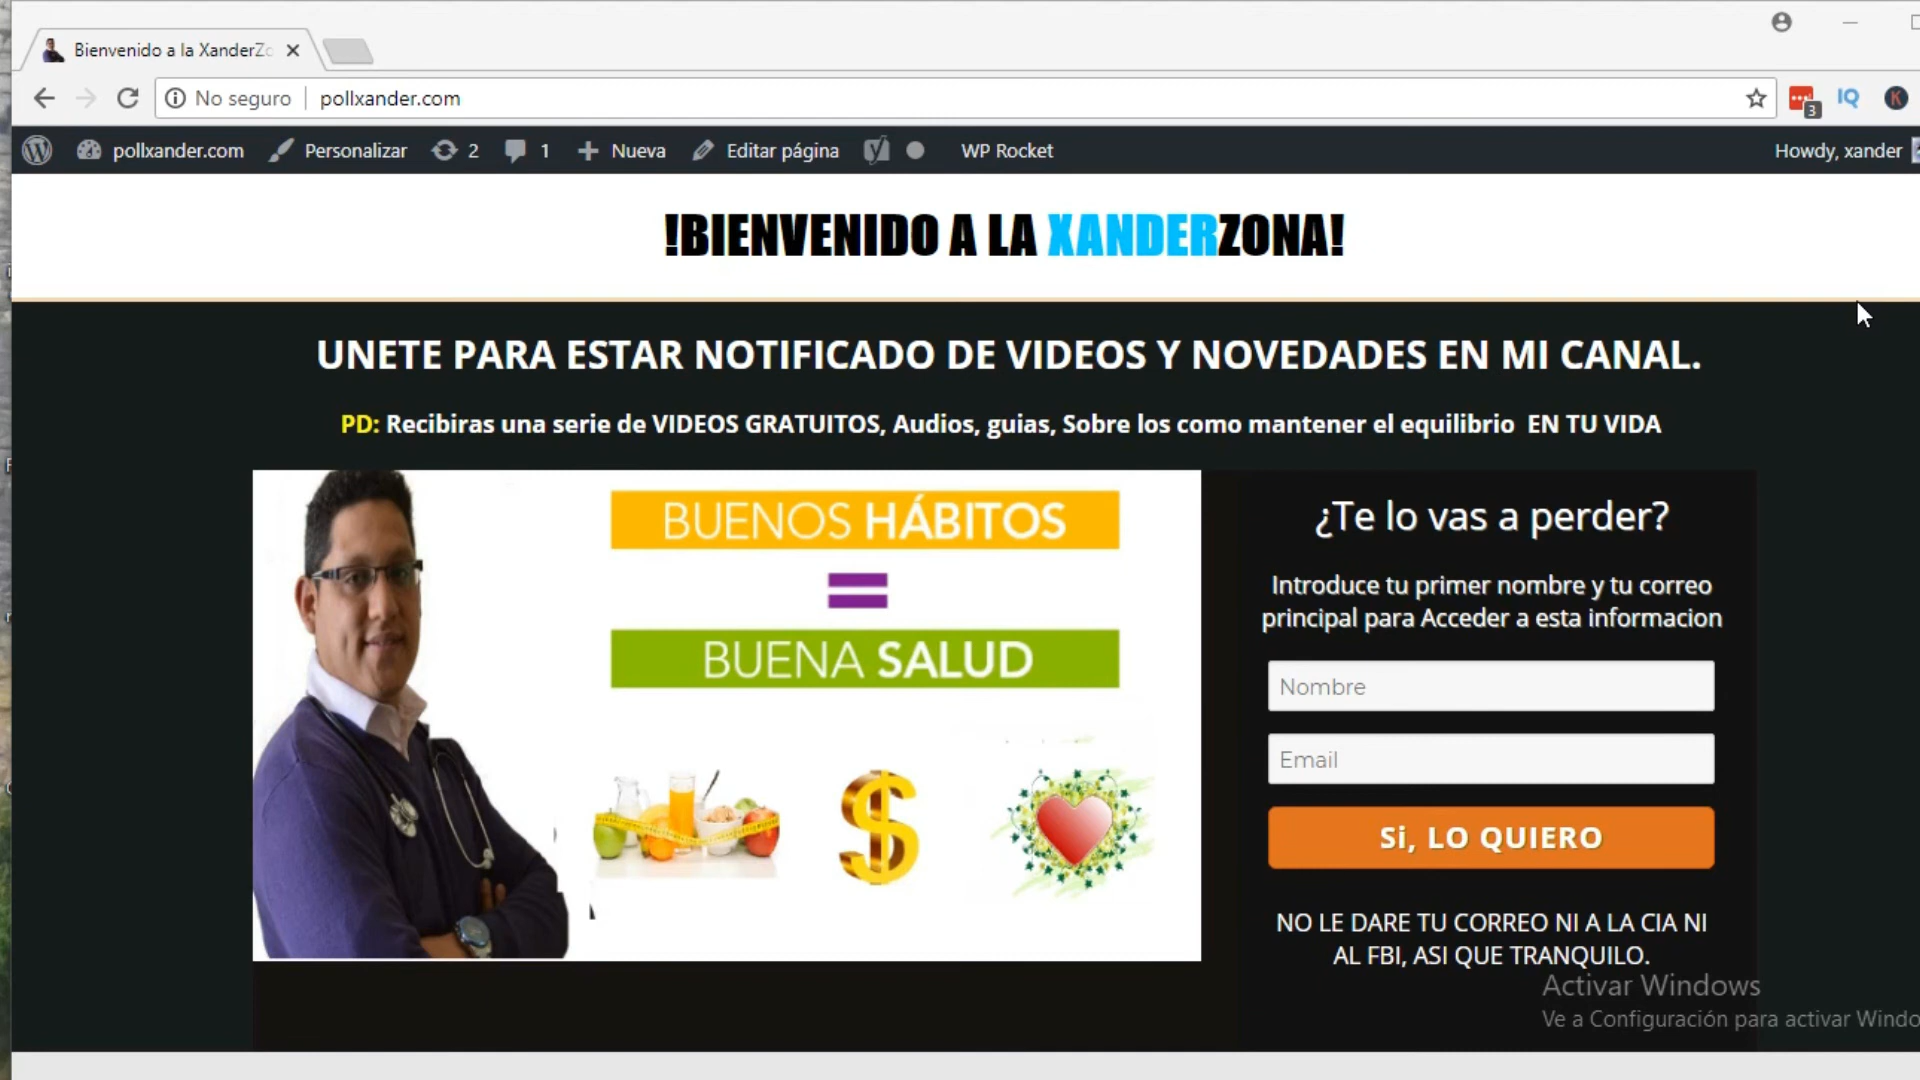 Bienvenido a la XanderZo
No seguro
pollxander.com
3
IQ
K
pollxander.com
Personalizar
2
1
Nueva
Editar página
WP Rocket
Howdy, xander
!BIENVENIDO A LA XANDERZONA!
UNETE PARA ESTAR NOTIFICADO DE VIDEOS Y NOVEDADES EN MI CANAL.
PD: Recibiras una serie de VIDEOS GRATUITOS, Audios, guias, Sobre los como mantener el equilibrio EN TU VIDA
BUENOS HÁBITOS
=
BUENA SALUD
$
¿Te lo vas a perder?
Introduce tu primer nombre y tu correo
principal para Acceder a esta informacion
Nombre
Email
Si, LO QUIERO
NO LE DARE TU CORREO NI A LA CIA NI
AL FBI, ASI QUE TRANQUILO.
Activar Windows
Ve a Configuración para activar Windo